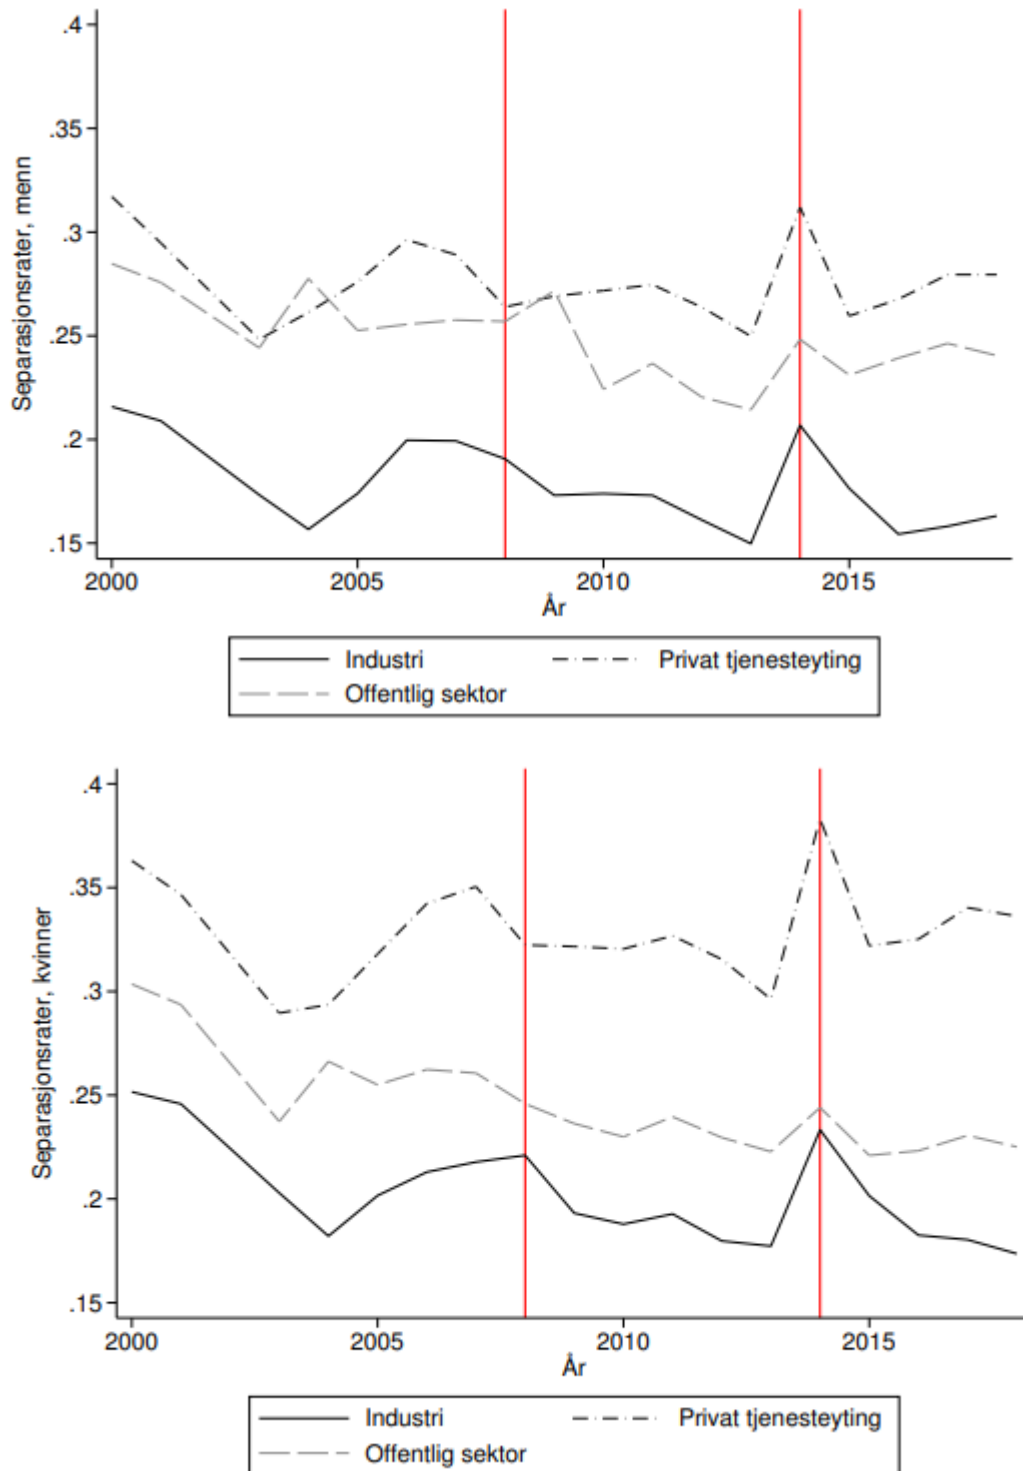 .4
.35
.3
.25
.2
.15
Separasjonsrater, menn
2000 2005 2010 2015
År
Industri Privat tjenesteyting
Offentlig sektor
.4
.35
.3
.25
.2
.15
Separasjonsrater, kvinner
2000 2005 2010 2015
År
Industri Privat tjenesteyting
Offentlig sektor